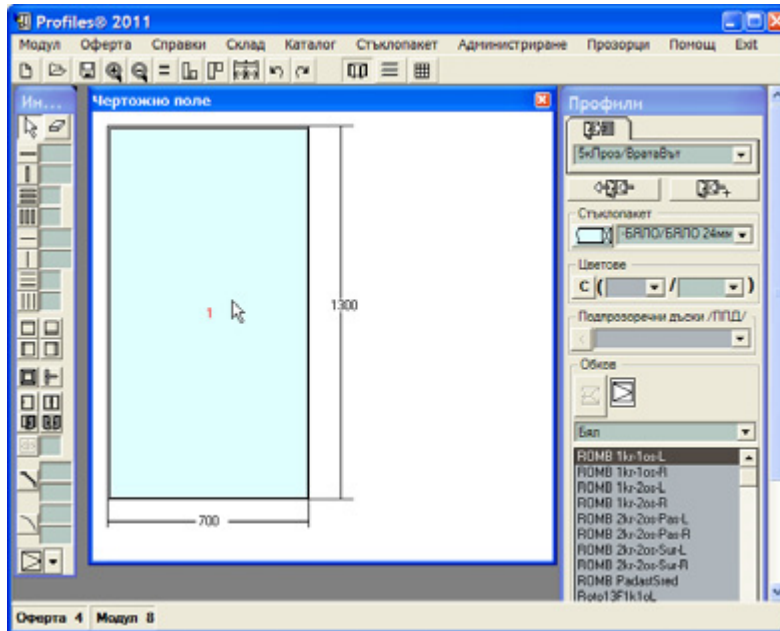 Profiles® 2011
Модул Оферта Справки Склад Каталог Стъклопакет Администриране Прозорци Помощ Exit
Ин...
Чертожно поле
Профили
5кПроз/ВратаВът
Стъклопакет
-БЯЛО/БЯЛО 24мм
Цветове
C ( / )
Подпрозоречни дъски /ППД/
Обков
Бял
ROMB 1kr-1os-L
ROMB 1kr-1os-R
ROMB 1kr-2os-L
ROMB 1kr-2os-R
ROMB 2kr-2os-Pas-L
ROMB 2kr-2os-Pas-R
ROMB 2kr-2os-Sur-L
ROMB 2kr-2os-Sur-R
ROMB PadastSred
Roto13F1k1oL
1
1300
700
Оферта 4 Модул 8